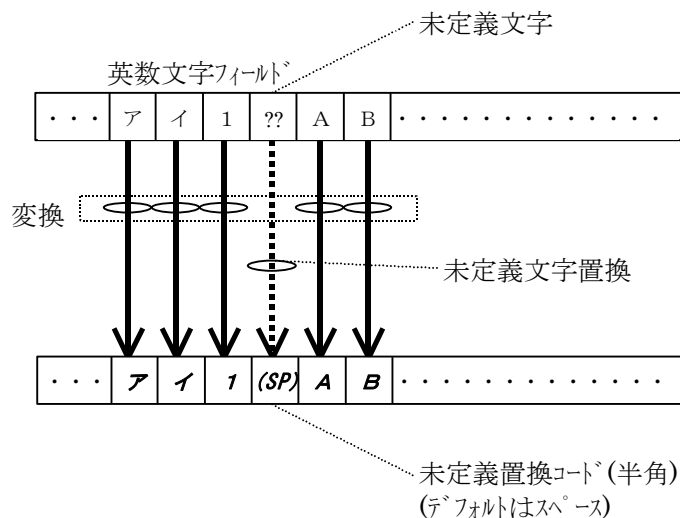 未定義文字
英数文字フィールド
・・・ ア イ 1 ?? A B ・・・・・・・・・・・・・
変換
未定義文字置換
・・・ ア イ 1 (SP) A B ・・・・・・・・・・・・・
未定義置換コード(半角)
(デフォルトはスペース)